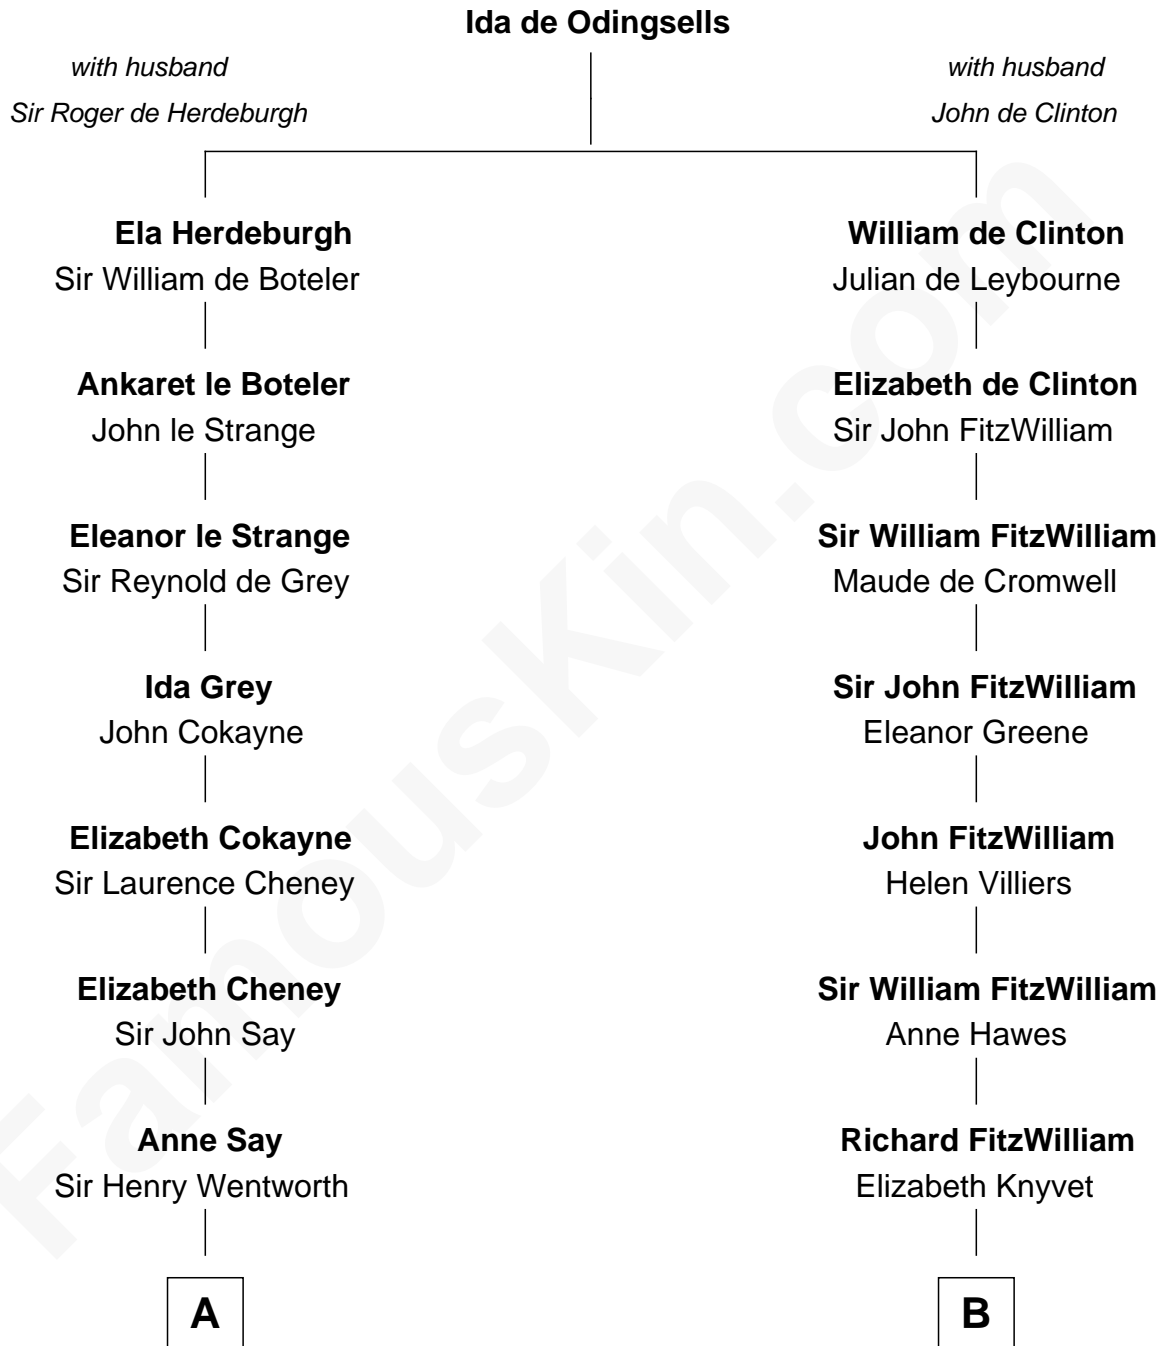 Ida de Odingsells
with husband
Sir Roger de Herdeburgh
with husband
John de Clinton
Ela Herdeburgh
Sir William de Boteler
William de Clinton
Julian de Leybourne
Ankaret le Boteler
John le Strange
Elizabeth de Clinton
Sir John FitzWilliam
Eleanor le Strange
Sir Reynold de Grey
Sir William FitzWilliam
Maude de Cromwell
Ida Grey
John Cokayne
Sir John FitzWilliam
Eleanor Greene
Elizabeth Cokayne
Sir Laurence Cheney
John FitzWilliam
Helen Villiers
Elizabeth Cheney
Sir John Say
Sir William FitzWilliam
Anne Hawes
Anne Say
Sir Henry Wentworth
Richard FitzWilliam
Elizabeth Knyvet
A
B
FamousKin.com